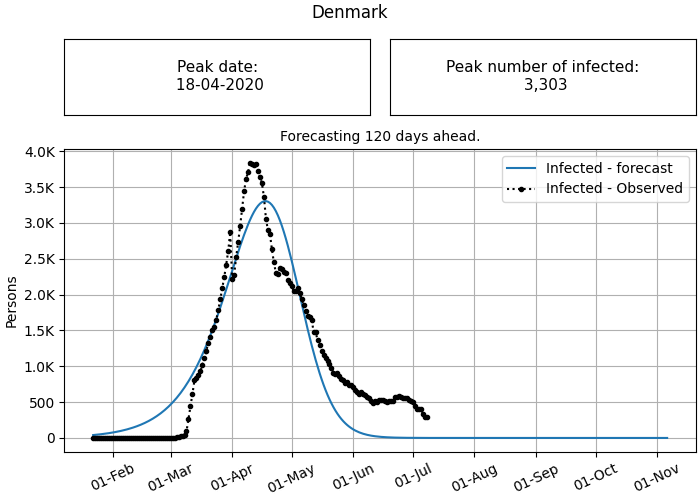 Denmark
Peak date:
18-04-2020
Peak number of infected:
3,303
Forecasting 120 days ahead.
Infected - forecast
Infected - Observed
4.0K
3.5K
3.0K
2.5K
2.0K
1.5K
1.0K
500
0
Persons
01-Feb
01-Mar
01-Apr
01-May
01-Jun
01-Jul
01-Aug
01-Sep
01-Oct
01-Nov